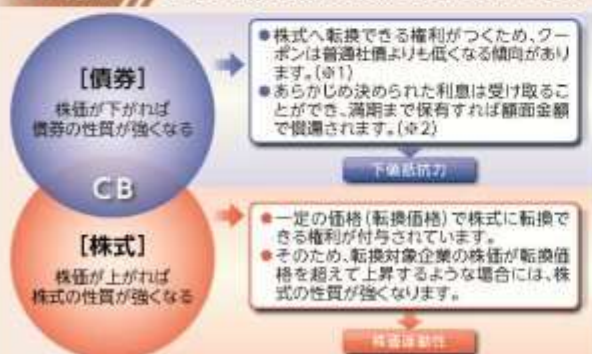 [債券]
株価が下がれば
債券の性質が強くなる
CB
[株式]
株価が上がれば
株式の性質が強くなる
●株式へ転換できる権利がつくため、クー
ポンは普通社債よりも低くなる傾向があり
ます。(※1)
●あらかじめ決められた利息は受け取るこ
とができ、満期まで保有すれば額面金額
で償還されます。(※2)
下値抵抗力
●一定の価格(転換価格)で株式に転換で
きる権利が付与されています。
●そのため、転換対象企業の株価が転換価
格を超えて上昇するような場合には、株
式の性質が強くなります。
株価連動性